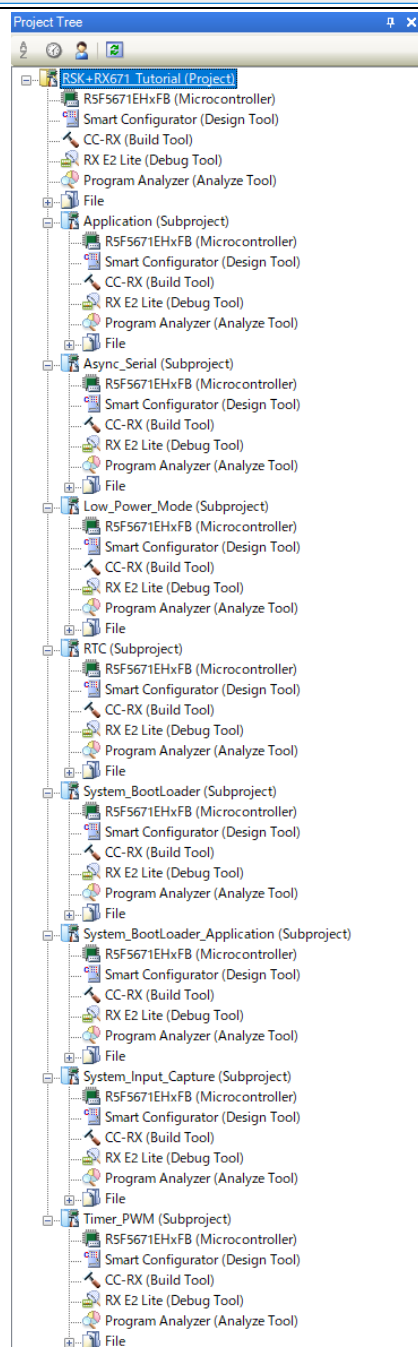 Project Tree
RSK+RX671_Tutorial (Project)
R5F5671EHxFB (Microcontroller)
Smart Configurator (Design Tool)
CC-RX (Build Tool)
RX E2 Lite (Debug Tool)
Program Analyzer (Analyze Tool)
File
Application (Subproject)
R5F5671EHxFB (Microcontroller)
Smart Configurator (Design Tool)
CC-RX (Build Tool)
RX E2 Lite (Debug Tool)
Program Analyzer (Analyze Tool)
File
Async_Serial (Subproject)
R5F5671EHxFB (Microcontroller)
Smart Configurator (Design Tool)
CC-RX (Build Tool)
RX E2 Lite (Debug Tool)
Program Analyzer (Analyze Tool)
File
Low_Power_Mode (Subproject)
R5F5671EHxFB (Microcontroller)
Smart Configurator (Design Tool)
CC-RX (Build Tool)
RX E2 Lite (Debug Tool)
Program Analyzer (Analyze Tool)
File
RTC (Subproject)
R5F5671EHxFB (Microcontroller)
Smart Configurator (Design Tool)
CC-RX (Build Tool)
RX E2 Lite (Debug Tool)
Program Analyzer (Analyze Tool)
File
System_BootLoader (Subproject)
R5F5671EHxFB (Microcontroller)
Smart Configurator (Design Tool)
CC-RX (Build Tool)
RX E2 Lite (Debug Tool)
Program Analyzer (Analyze Tool)
File
System_BootLoader_Application (Subproject)
R5F5671EHxFB (Microcontroller)
Smart Configurator (Design Tool)
CC-RX (Build Tool)
RX E2 Lite (Debug Tool)
Program Analyzer (Analyze Tool)
File
System_Input_Capture (Subproject)
R5F5671EHxFB (Microcontroller)
Smart Configurator (Design Tool)
CC-RX (Build Tool)
RX E2 Lite (Debug Tool)
Program Analyzer (Analyze Tool)
File
Timer_PWM (Subproject)
R5F5671EHxFB (Microcontroller)
Smart Configurator (Design Tool)
CC-RX (Build Tool)
RX E2 Lite (Debug Tool)
Program Analyzer (Analyze Tool)
File